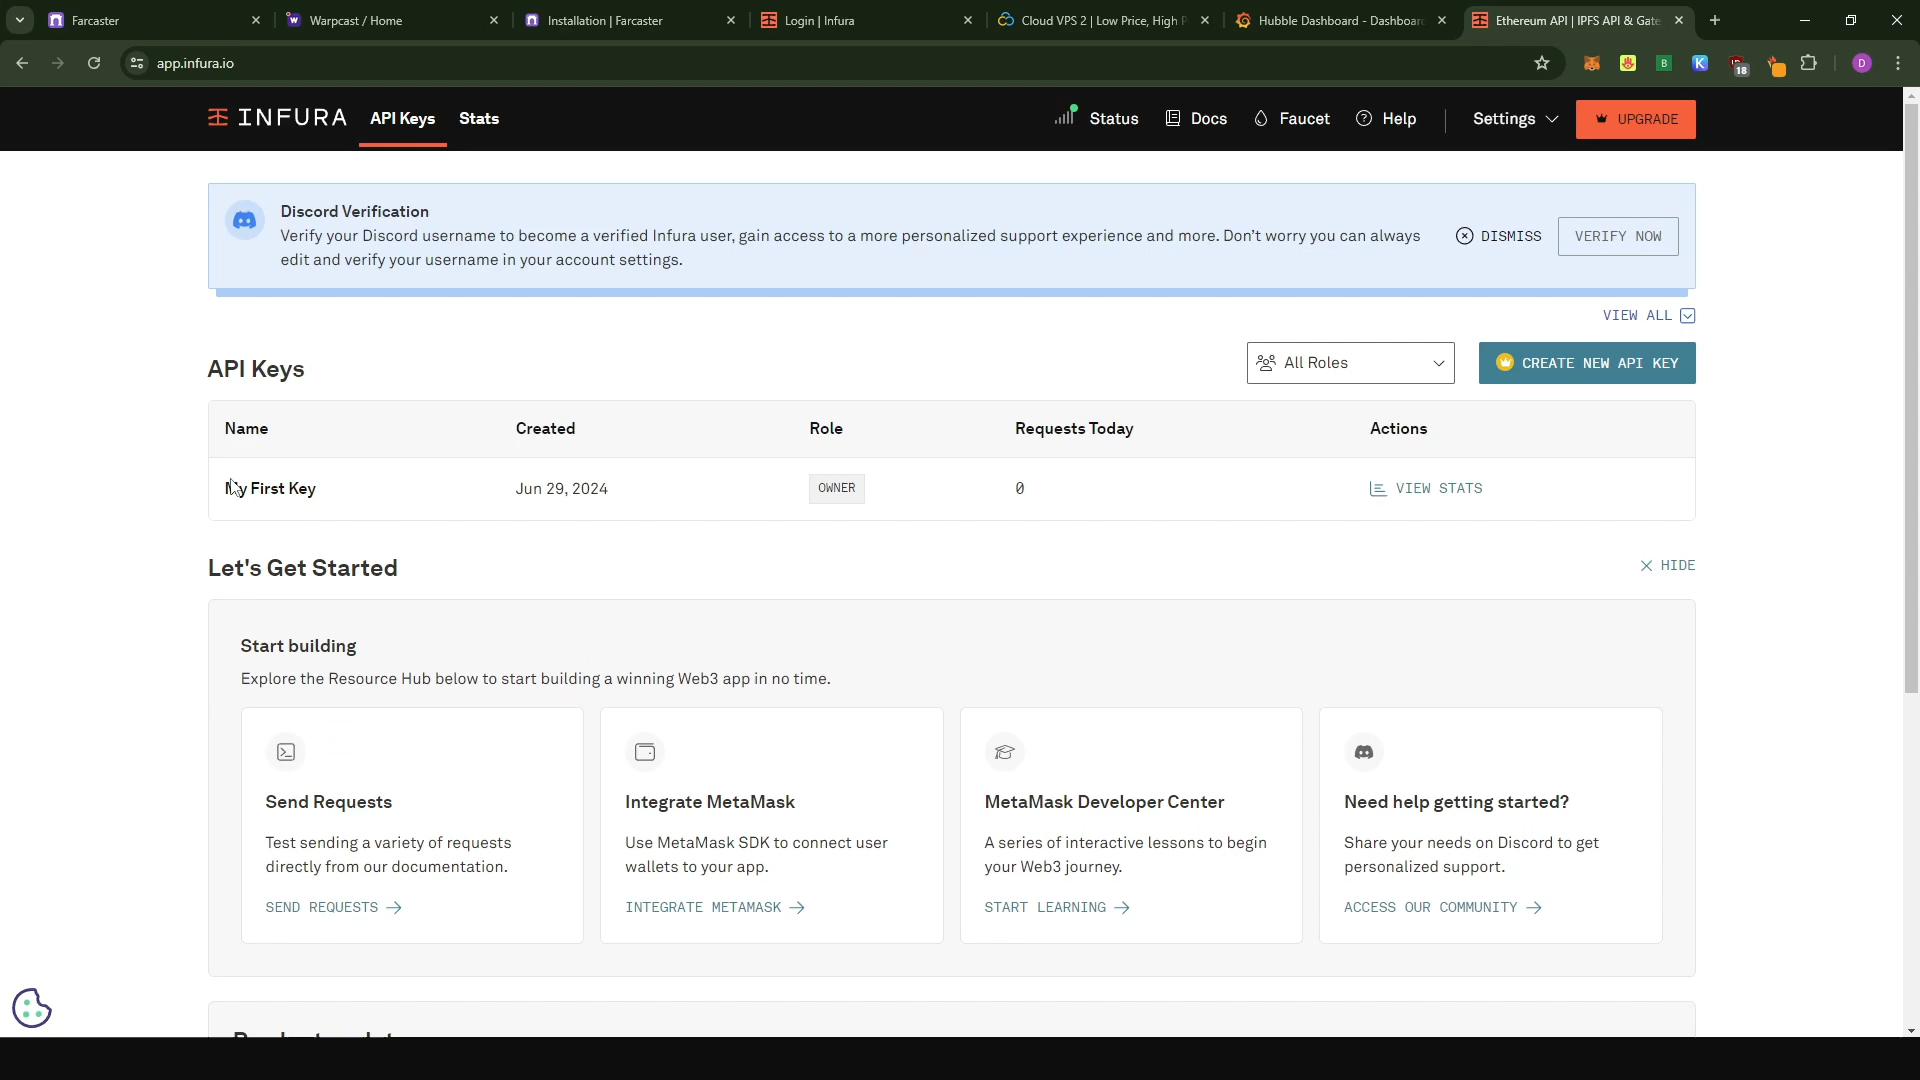 Farcaster
Warpcast / Home
Installation | Farcaster
Login | Infura
Cloud VPS 2 | Low Price, High
Hubble Dashboard - Dashboar
Ethereum API | IPFS API & Gate
app.infura.io
18
D
INFURA
API Keys
Stats
Status
Docs
Faucet
Help
Settings
UPGRADE
Discord Verification
Verify your Discord username to become a verified Infura user, gain access to a more personalized support experience and more. Don't worry you can always
edit and verify your username in your account settings.
DISMISS
VERIFY NOW
VIEW ALL
API Keys
All Roles
CREATE NEW API KEY
Name Created Role Requests Today Actions
My First Key Jun 29, 2024 OWNER 0 VIEW STATS
Let's Get Started
HIDE
Start building
Explore the Resource Hub below to start building a winning Web3 app in no time.
Send Requests
Test sending a variety of requests
directly from our documentation.
SEND REQUESTS
Integrate MetaMask
Use MetaMask SDK to connect user
wallets to your app.
INTEGRATE METAMASK
MetaMask Developer Center
A series of interactive lessons to begin
your Web3 journey.
START LEARNING
Need help getting started?
Share your needs on Discord to get
personalized support.
ACCESS OUR COMMUNITY